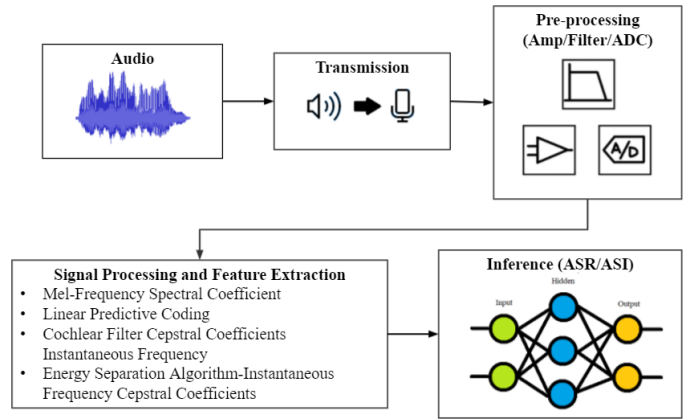 Audio
Transmission
Pre-processing
(Amp/Filter/ADC)
A/D
Signal Processing and Feature Extraction
• Mel-Frequency Spectral Coefficient
• Linear Predictive Coding
• Cochlear Filter Cepstral Coefficients
Instantaneous Frequency
• Energy Separation Algorithm-Instantaneous
Frequency Cepstral Coefficients
Inference (ASR/ASI)
Hidden
Input
Output